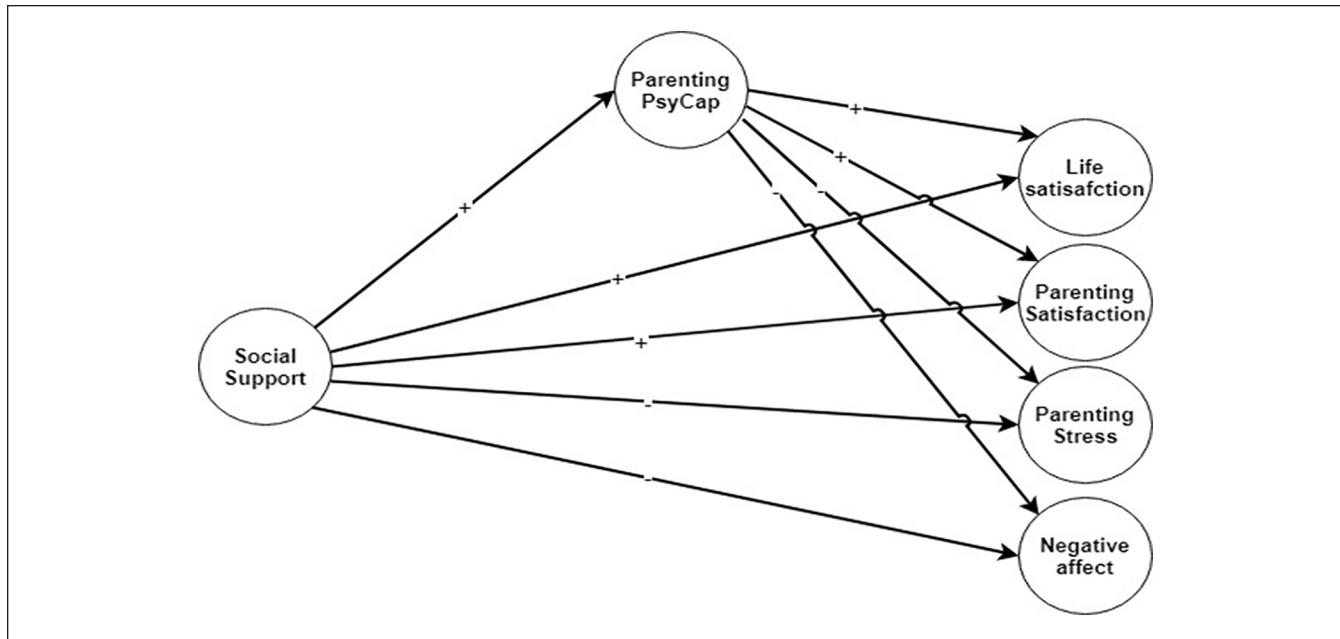 Parenting
PsyCap
+
+
Life
satisafction
+
-
-
+
+
Parenting
Satisfaction
+
Social
Support
-
Parenting
Stress
-
Negative
affect